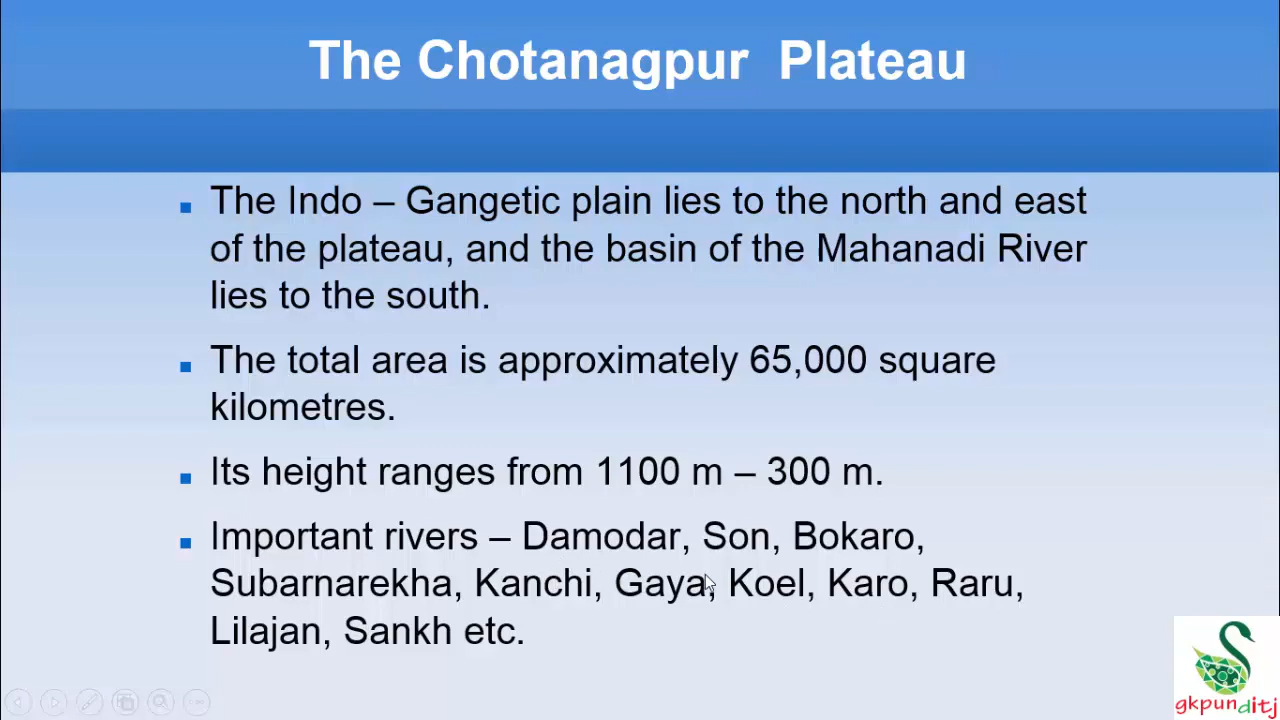 The Chotanagpur Plateau
The Indo – Gangetic plain lies to the north and east
of the plateau, and the basin of the Mahanadi River
lies to the south.
The total area is approximately 65,000 square
kilometres.
Its height ranges from 1100 m – 300 m.
Important rivers – Damodar, Son, Bokaro,
Subarnarekha, Kanchi, Gaya, Koel, Karo, Raru,
Lilajan, Sankh etc.
gkpunditj